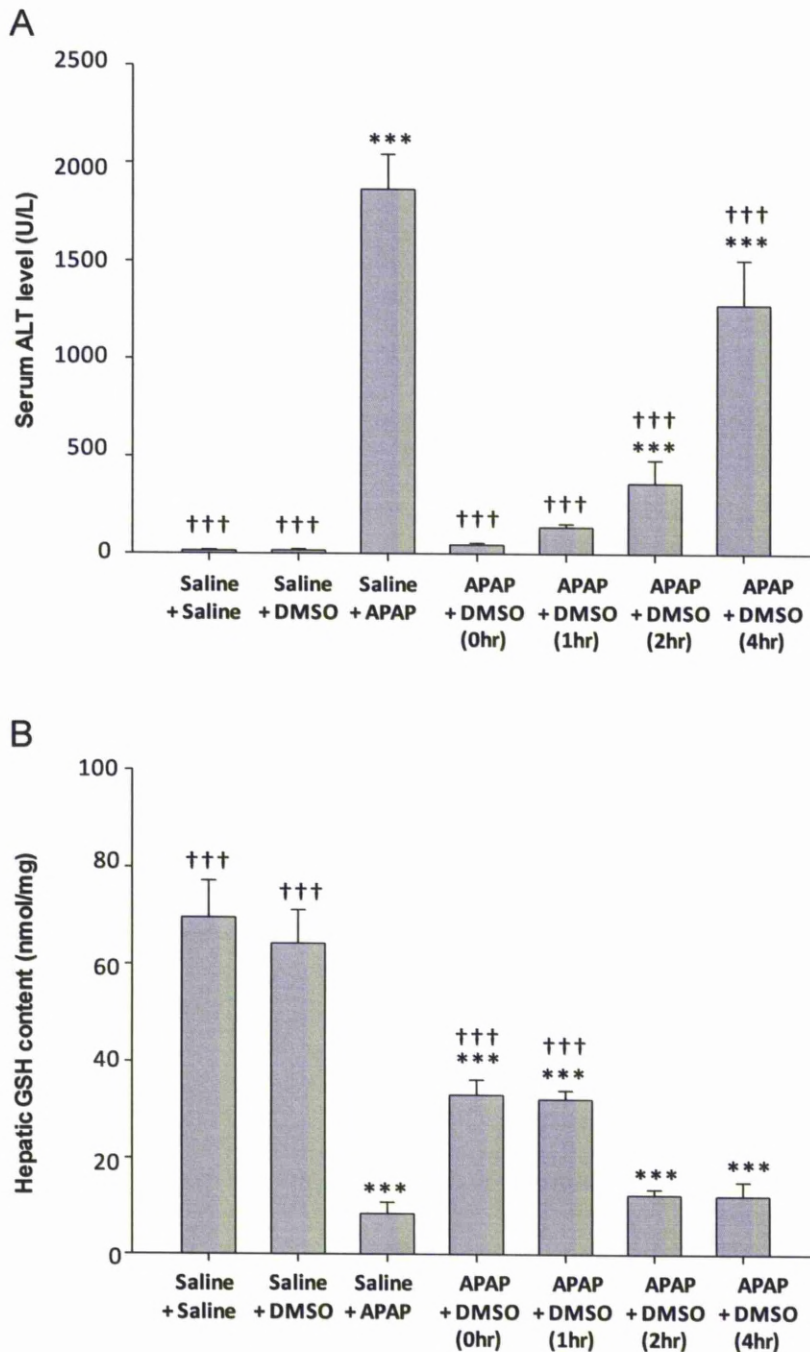 A
Serum ALT level (U/L)
2500
2000
1500
1000
500
0
†††
†††
***
†††
†††
†††
***
†††
***
Saline
+ Saline
Saline
+ DMSO
Saline
+ APAP
APAP
+ DMSO
(0hr)
APAP
+ DMSO
(1hr)
APAP
+ DMSO
(2hr)
APAP
+ DMSO
(4hr)
B
Hepatic GSH content (nmol/mg)
100
80
60
40
20
0
†††
†††
***
†††
***
†††
***
***
***
Saline
+ Saline
Saline
+ DMSO
Saline
+ APAP
APAP
+ DMSO
(0hr)
APAP
+ DMSO
(1hr)
APAP
+ DMSO
(2hr)
APAP
+ DMSO
(4hr)